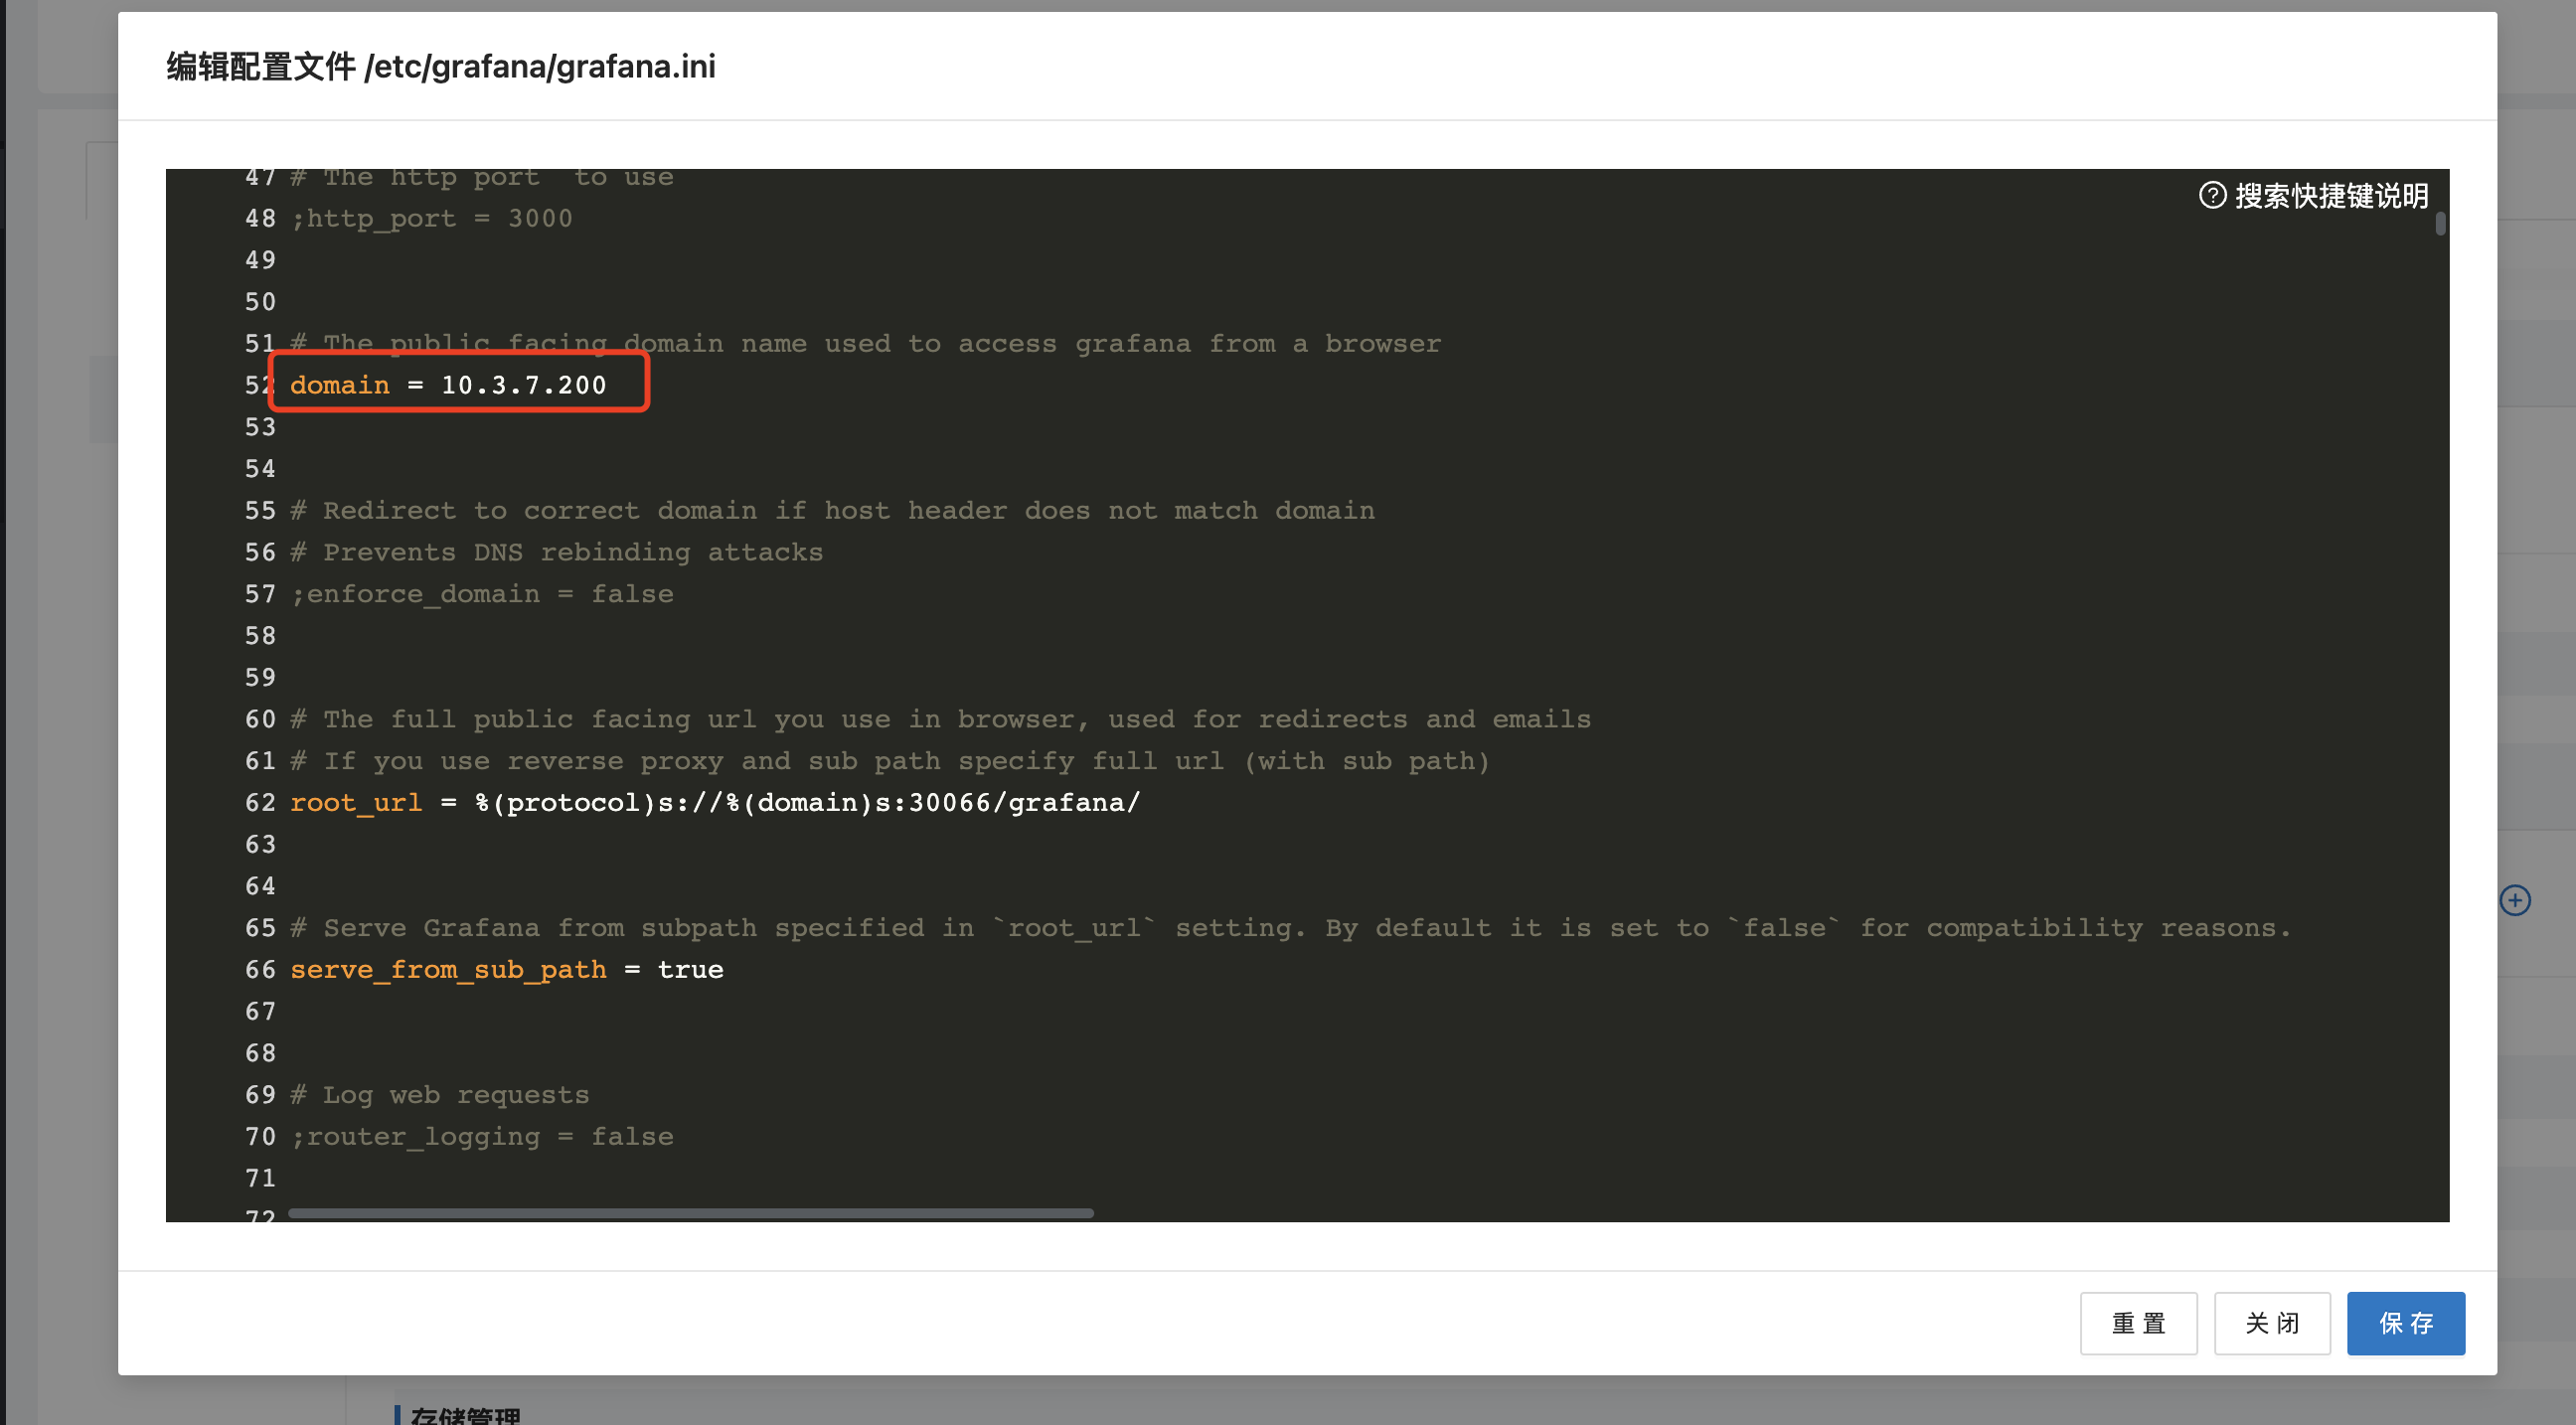 编辑配置文件 /etc/grafana/grafana.ini
搜索快捷键说明
47 # The http port  to use
48 ;http_port = 3000
49
50
51 # The public facing domain name used to access grafana from a browser
52 domain = 10.3.7.200
53
54
55 # Redirect to correct domain if host header does not match domain
56 # Prevents DNS rebinding attacks
57 ;enforce_domain = false
58
59
60 # The full public facing url you use in browser, used for redirects and emails
61 # If you use reverse proxy and sub path specify full url (with sub path)
62 root_url = %(protocol)s://%(domain)s:30066/grafana/
63
64
65 # Serve Grafana from subpath specified in `root_url` setting. By default it is set to `false` for compatibility reasons.
66 serve_from_sub_path = true
67
68
69 # Log web requests
70 ;router_logging = false
71
72
重置 关闭 保存
存储管理